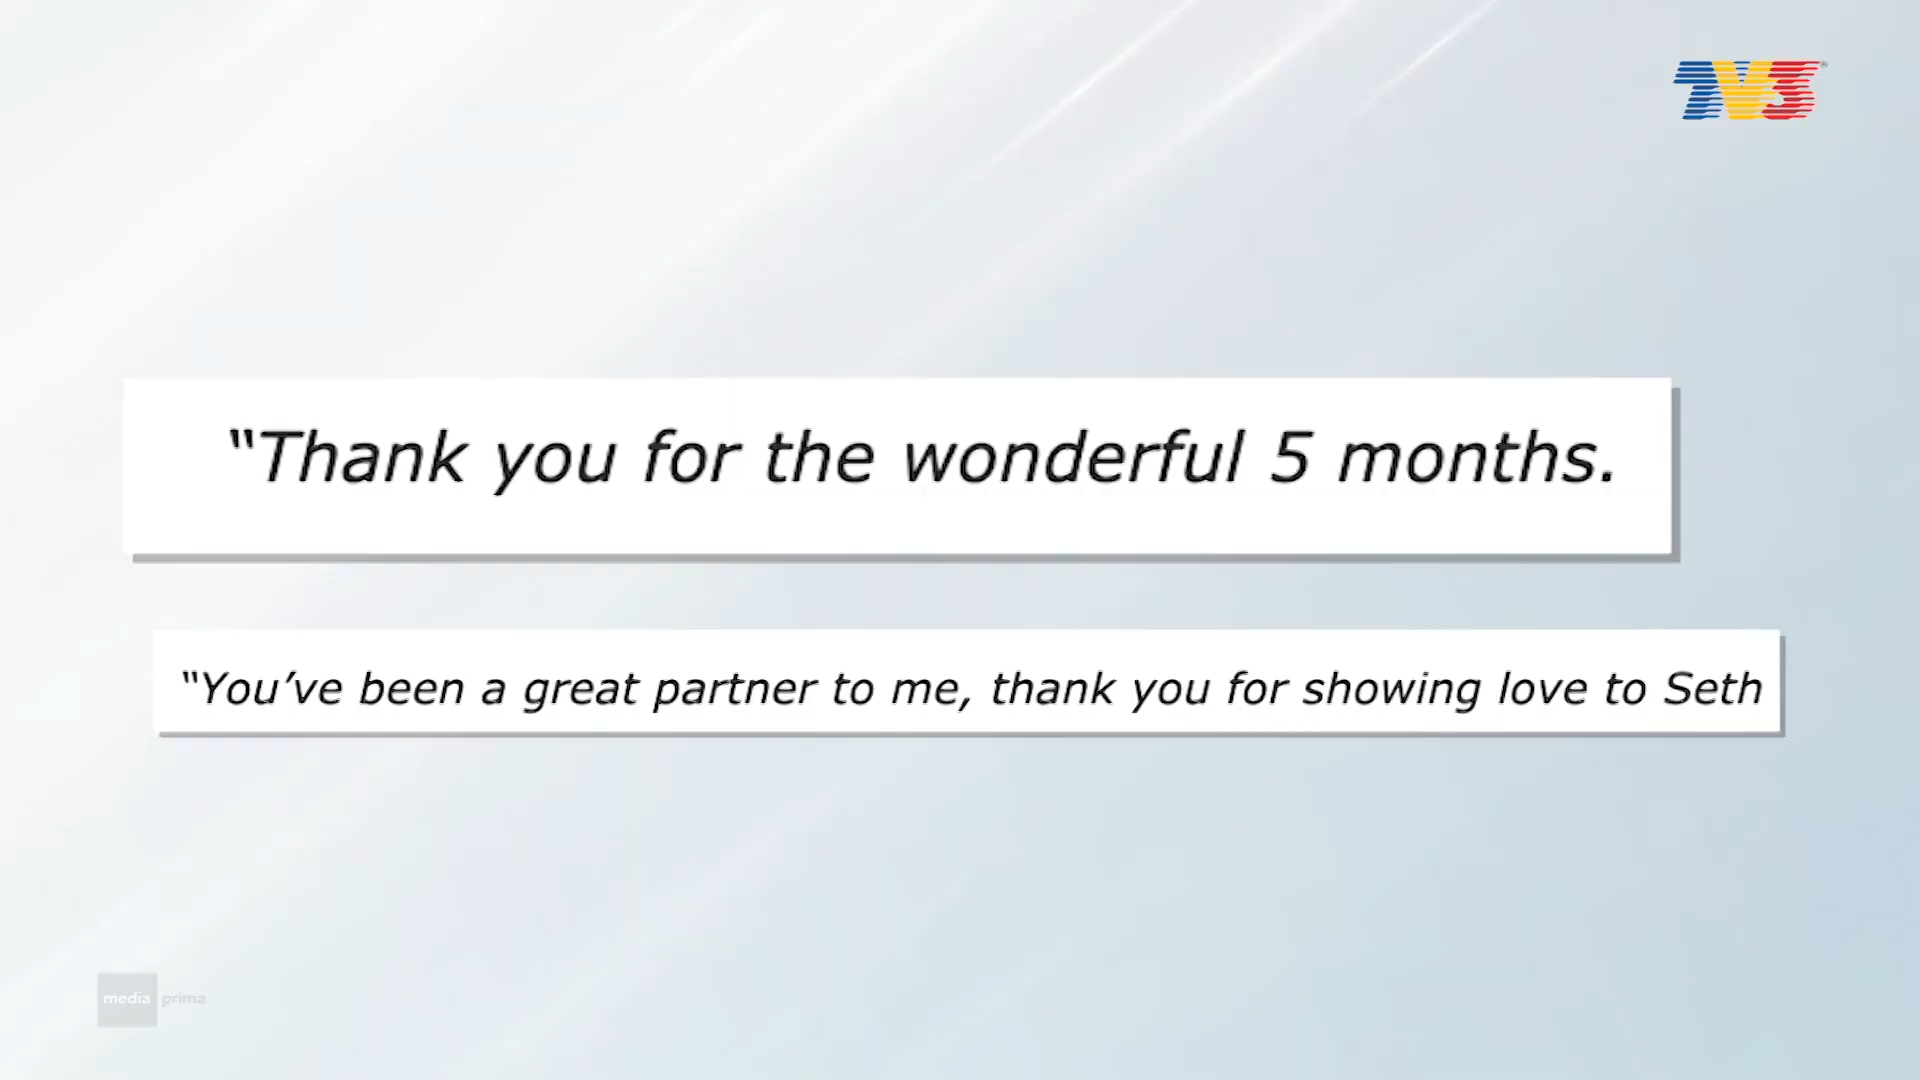 TV3
“Thank you for the wonderful 5 months.
“You’ve been a great partner to me, thank you for showing love to Seth
media prima